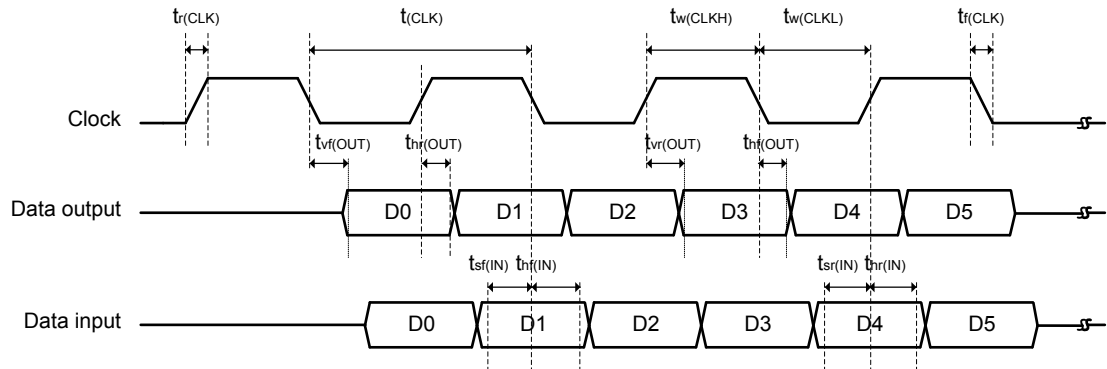 tr(CLK) t(CLK) tw(CLKH) tw(CLKL) tf(CLK)
Clock
tvf(OUT) thr(OUT) tvr(OUT) thf(OUT)
Data output D0 D1 D2 D3 D4 D5
tsf(IN) thf(IN) tsr(IN) thr(IN)
Data input D0 D1 D2 D3 D4 D5